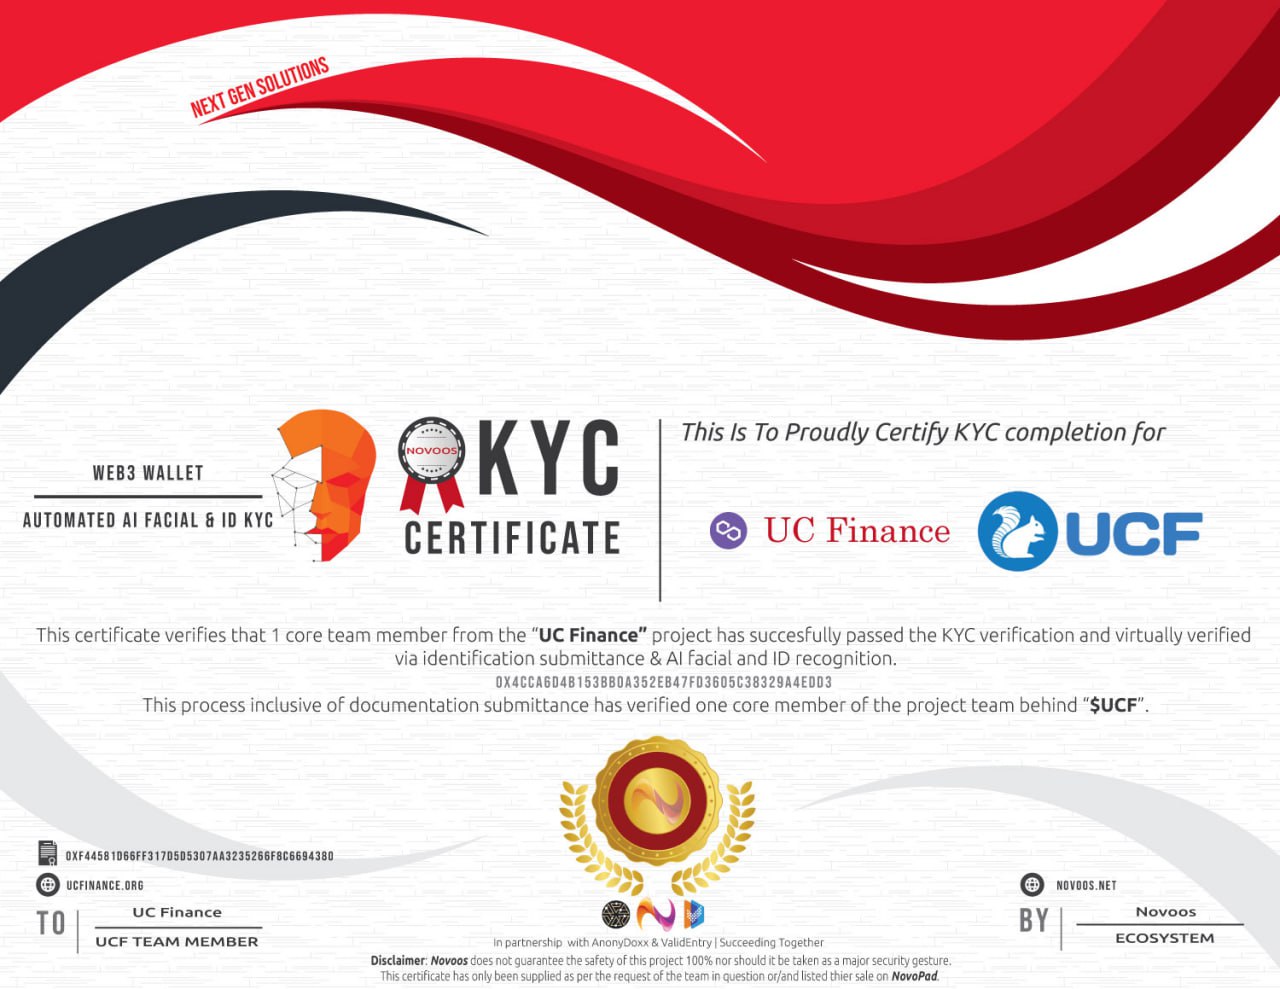 NEXT GEN SOLUTIONS
WEB3 WALLET
AUTOMATED AI FACIAL & ID KYC
NOVOOS
KYC
CERTIFICATE
This Is To Proudly Certify KYC completion for
UC Finance
UCF
This certificate verifies that 1 core team member from the “UC Finance” project has succesfully passed the KYC verification and virtually verified
via identification submittance & AI facial and ID recognition.
0X4CCA6D4B153BB0A352EB47FD3605C38329A4EDD3
This process inclusive of documentation submittance has verified one core member of the project team behind “$UCF”.
0XF44581D66FF317D5D5307AA3235266F8C6694380
UCFINANCE.ORG
TO
UC Finance
UCF TEAM MEMBER
NOVOOS.NET
BY
Novoos
ECOSYSTEM
In partnership with AnonyDoxx & ValidEntry | Succeeding Together
Disclaimer: Novoos does not guarantee the safety of this project 100% nor should it be taken as a major security gesture.
This certificate has only been supplied as per the request of the team in question or/and listed thier sale on NovoPad.